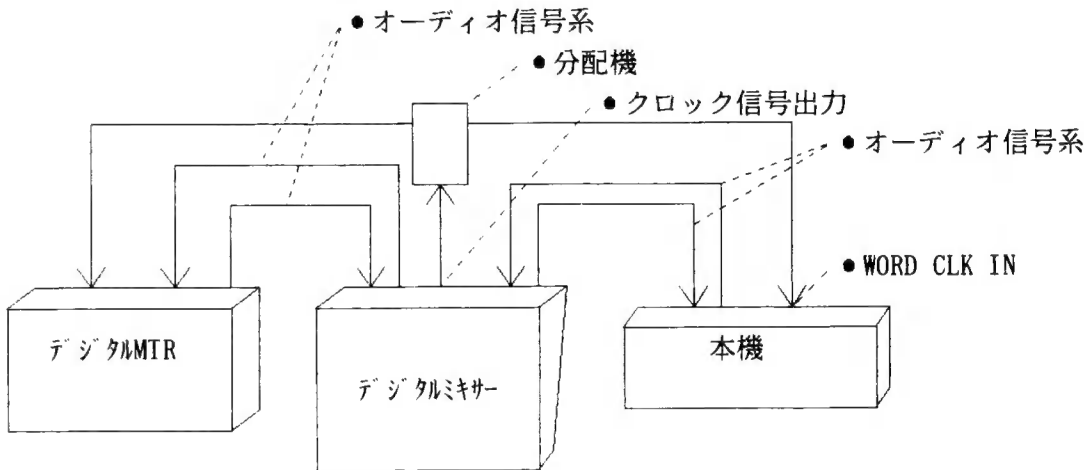 ●オーディオ信号系
●分配機
●クロック信号出力
●オーディオ信号系
●WORD CLK IN
デジタルMTR
デジタルミキサー
本機